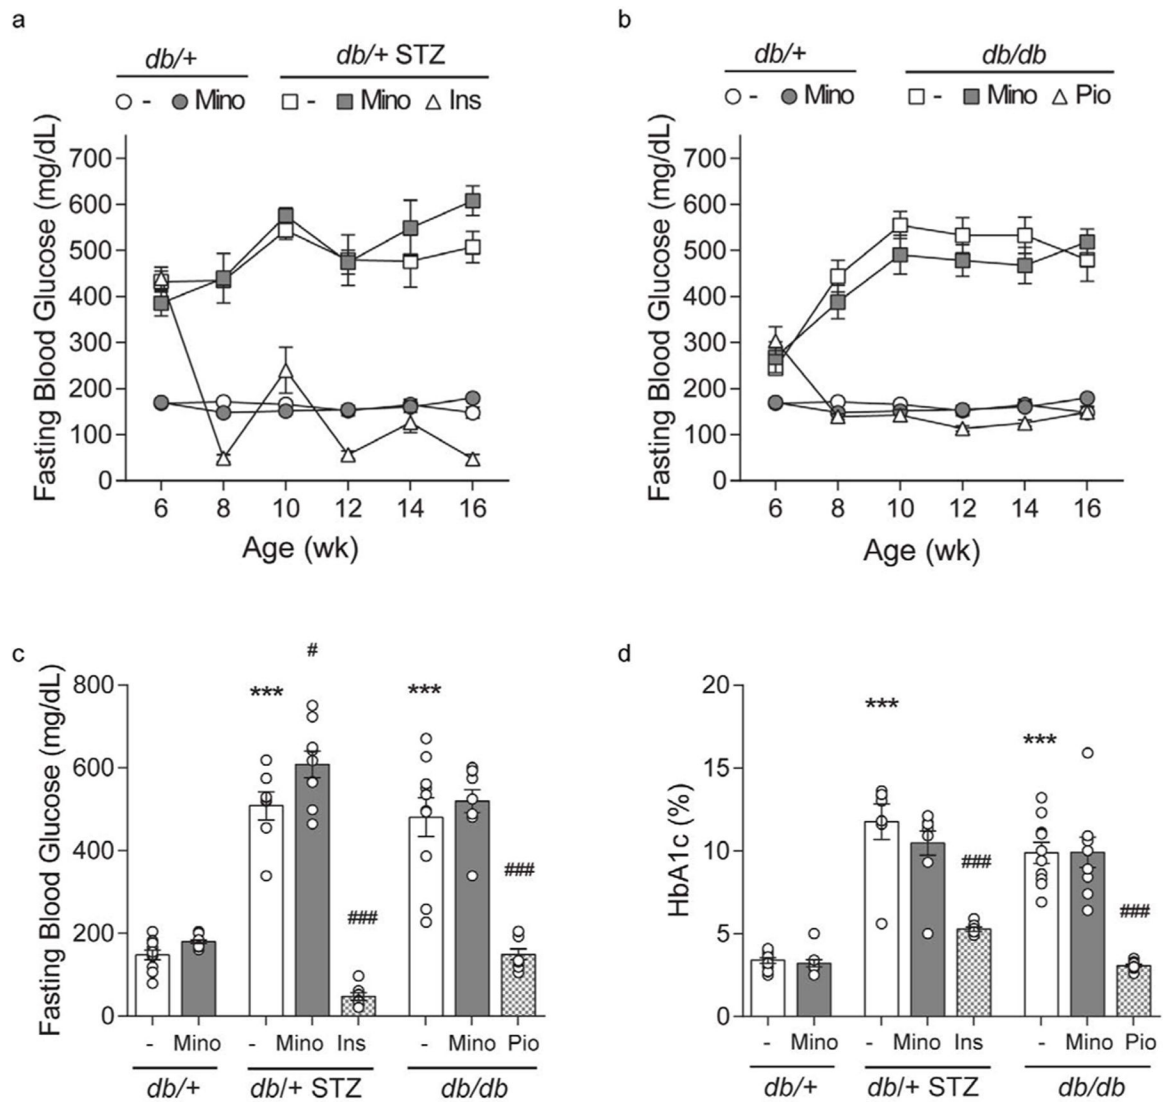 a
db/+ db/+ STZ
- Mino - Mino Ins
Fasting Blood Glucose (mg/dL)
700
600
500
400
300
200
100
0
6 8 10 12 14 16
Age (wk)
b
db/+ db/db
- Mino - Mino Pio
Fasting Blood Glucose (mg/dL)
700
600
500
400
300
200
100
0
6 8 10 12 14 16
Age (wk)
c
Fasting Blood Glucose (mg/dL)
800
600
400
200
0
***
#
###
***
###
- Mino - Mino Ins - Mino Pio
db/+ db/+ STZ db/db
d
HbA1c (%)
20
15
10
5
0
***
###
***
###
- Mino - Mino Ins - Mino Pio
db/+ db/+ STZ db/db